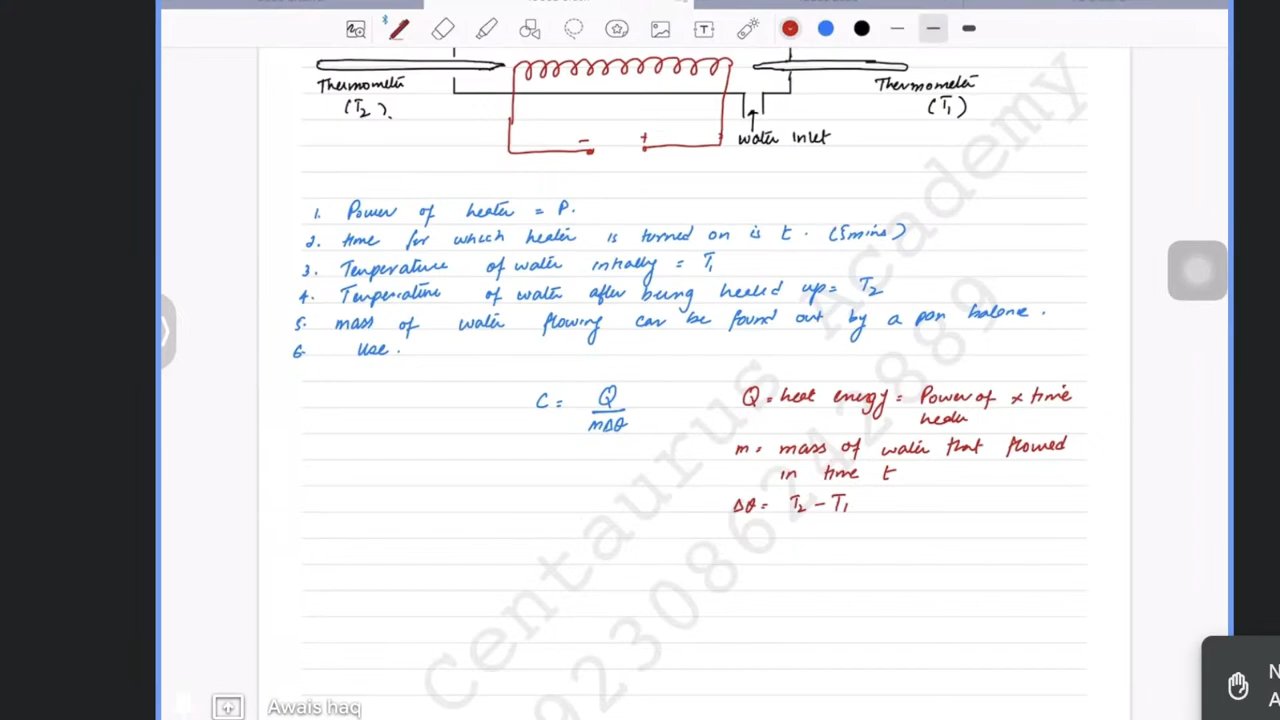 Thermometer
(T2).
Thermometer
(T1)
- +
water inlet
1. Power of heater = P.
2. time for which heater is turned on is t. (5mins)
3. Temperature of water initially = T1
4. Temperature of water after being heated up = T2
5. mass of water flowing can be found out by a pan balance.
6. Use.
C = Q
mΔθ
Q = heat energy = Power of heater × time
m = mass of water that flowed
in time t
Δθ = T2 - T1
Centaurus Academy
923086242889
Awais haq
N
A